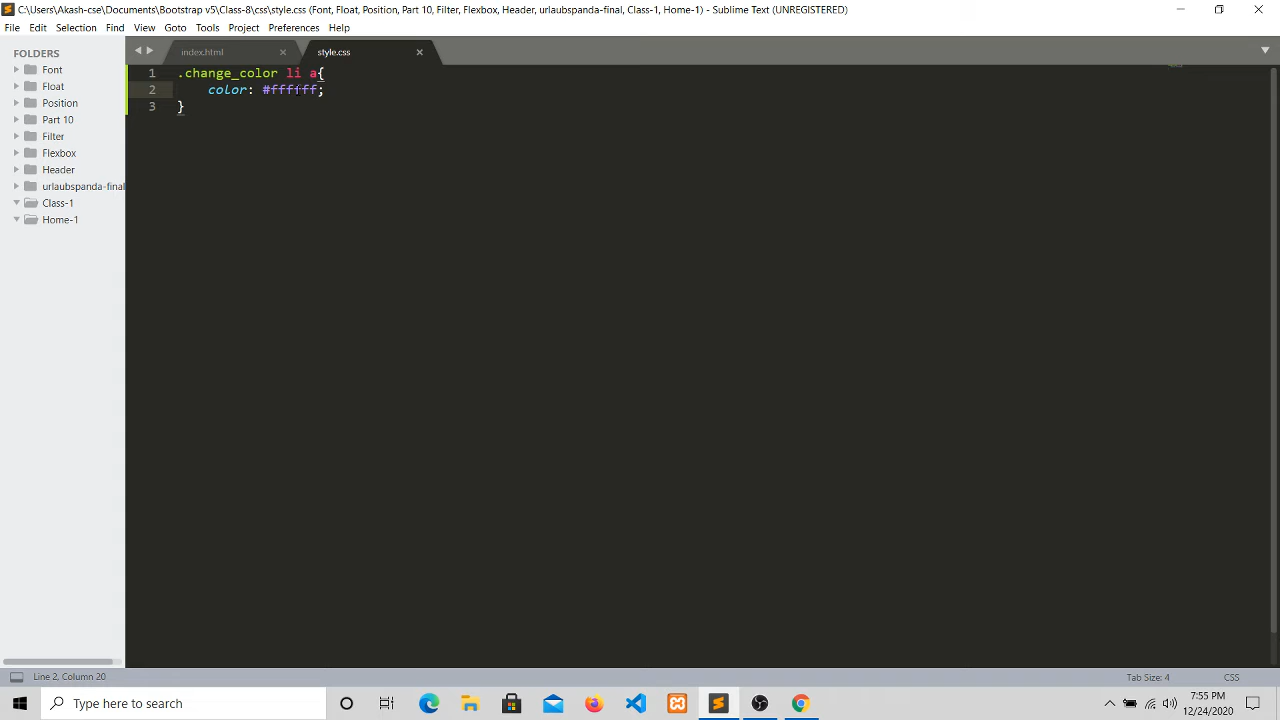 C:\Users\Akash-cse\Documents\Bootstrap v5\Class-8\css\style.css (Font, Float, Position, Part 10, Filter, Flexbox, Header, urlaubspanda-final, Class-1, Home-1) - Sublime Text (UNREGISTERED)
File Edit Selection Find View Goto Tools Project Preferences Help
FOLDERS
Font
Float
Position
Part 10
Filter
Flexbox
Header
urlaubspanda-final
Class-1
Home-1
index.html
style.css
1 .change_color li a{
2 color: #ffffff;
3 }
Line 2, Column 20
Tab Size: 4
CSS
Type here to search
7:55 PM
12/24/2020